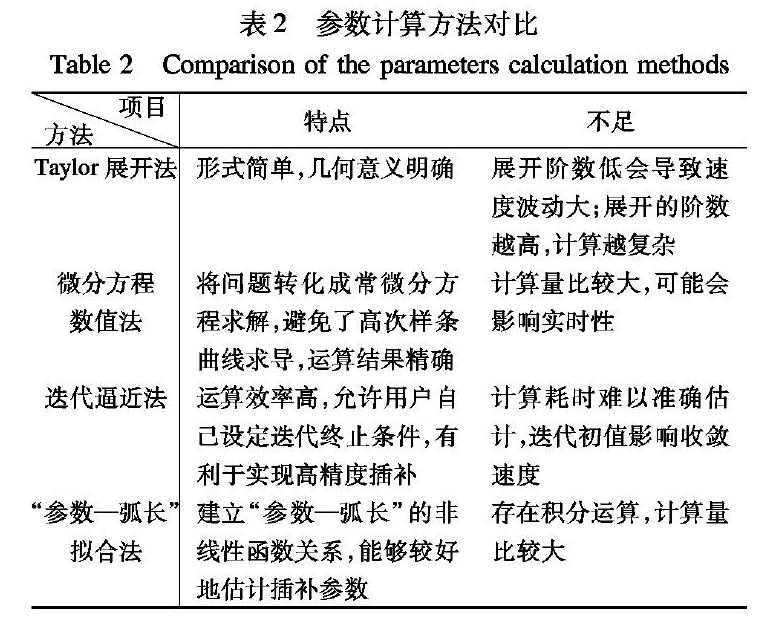 表2 参数计算方法对比
Table 2 Comparison of the parameters calculation methods
项目
方法
特点
不足
Taylor 展开法
形式简单,几何意义明确
展开阶数低会导致速
度波动大;展开的阶数
越高,计算越复杂
微分方程
数值法
将问题转化成常微分方
程求解,避免了高次样条
曲线求导,运算结果精确
计算量比较大,可能会
影响实时性
迭代逼近法
运算效率高,允许用户自
己设定迭代终止条件,有
利于实现高精度插补
计算耗时难以准确估
计,迭代初值影响收敛
速度
“参数—弧长”
拟合法
建立“参数—弧长”的非
线性函数关系,能够较好
地估计插补参数
存在积分运算,计算量
比较大